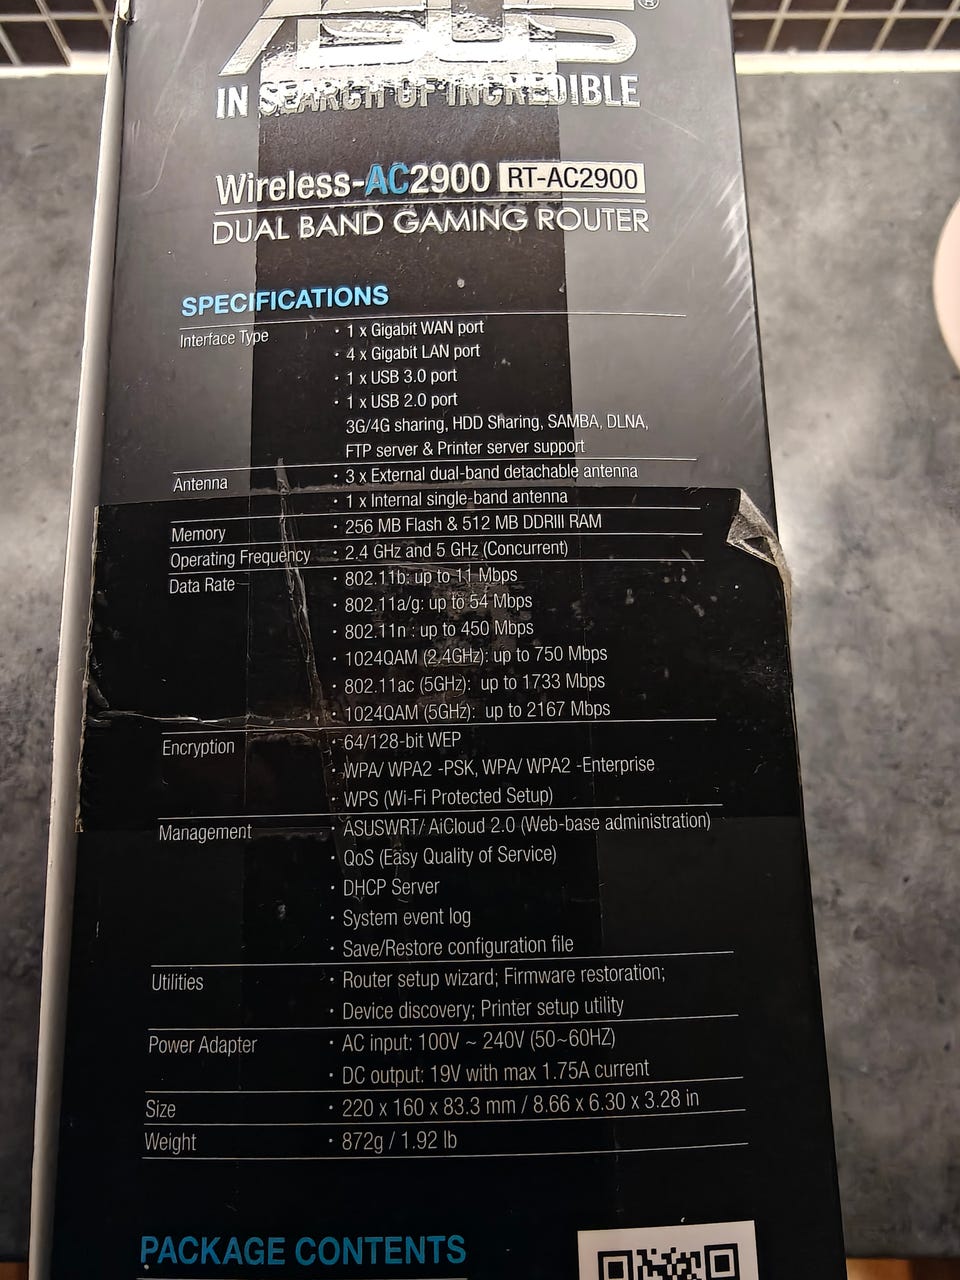 ASUS®
IN SEARCH OF INCREDIBLE
Wireless-AC2900 RT-AC2900
DUAL BAND GAMING ROUTER
SPECIFICATIONS
Interface Type · 1 x Gigabit WAN port
· 4 x Gigabit LAN port
· 1 x USB 3.0 port
· 1 x USB 2.0 port
3G/4G sharing, HDD Sharing, SAMBA, DLNA,
FTP server & Printer server support
Antenna · 3 x External dual-band detachable antenna
· 1 x Internal single-band antenna
Memory · 256 MB Flash & 512 MB DDRIII RAM
Operating Frequency · 2.4 GHz and 5 GHz (Concurrent)
Data Rate · 802.11b: up to 11 Mbps
· 802.11a/g: up to 54 Mbps
· 802.11n : up to 450 Mbps
· 1024QAM (2.4GHz): up to 750 Mbps
· 802.11ac (5GHz): up to 1733 Mbps
· 1024QAM (5GHz): up to 2167 Mbps
Encryption · 64/128-bit WEP
· WPA/ WPA2 -PSK, WPA/ WPA2 -Enterprise
· WPS (Wi-Fi Protected Setup)
Management · ASUSWRT/ AiCloud 2.0 (Web-base administration)
· QoS (Easy Quality of Service)
· DHCP Server
· System event log
· Save/Restore configuration file
Utilities · Router setup wizard; Firmware restoration;
· Device discovery; Printer setup utility
Power Adapter · AC input: 100V ~ 240V (50~60HZ)
· DC output: 19V with max 1.75A current
Size · 220 x 160 x 83.3 mm / 8.66 x 6.30 x 3.28 in
Weight · 872g / 1.92 lb
PACKAGE CONTENTS